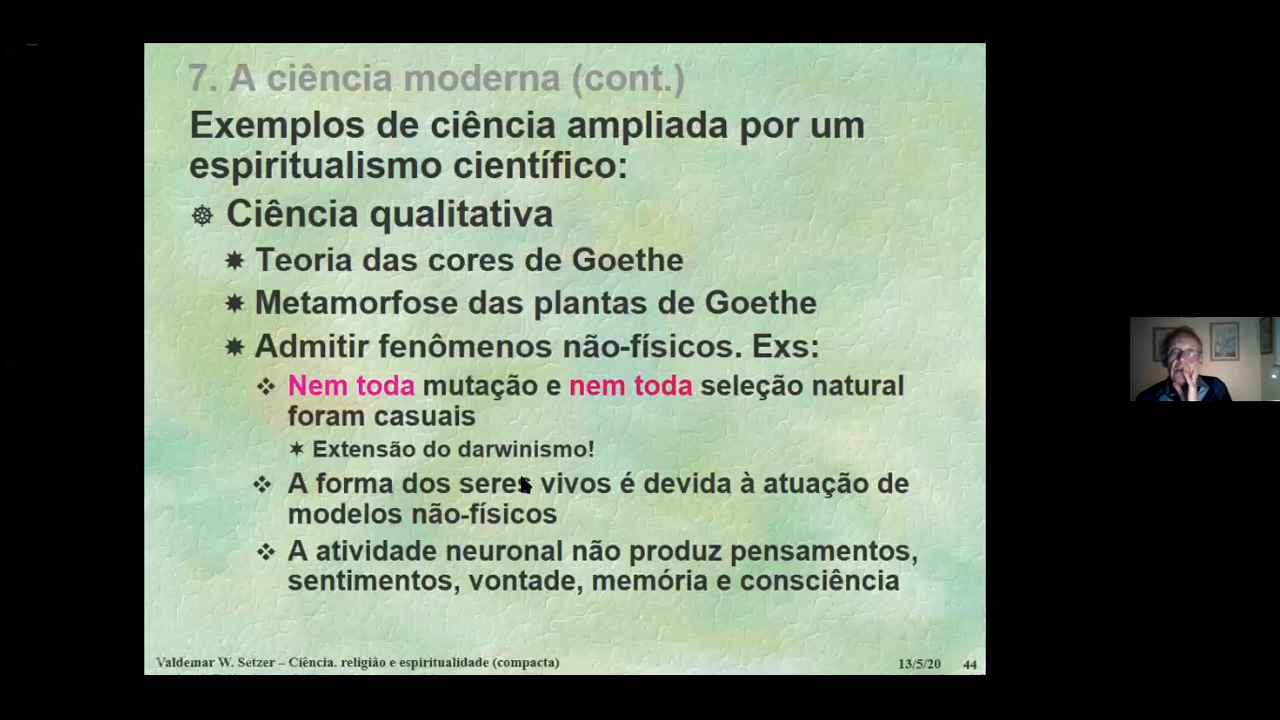 7. A ciência moderna (cont.)
Exemplos de ciência ampliada por um
espiritualismo científico:
Ciência qualitativa
Teoria das cores de Goethe
Metamorfose das plantas de Goethe
Admitir fenômenos não-físicos. Exs:
Nem toda mutação e nem toda seleção natural
foram casuais
Extensão do darwinismo!
A forma dos seres vivos é devida à atuação de
modelos não-físicos
A atividade neuronal não produz pensamentos,
sentimentos, vontade, memória e consciência
Valdemar W. Setzer – Ciência. religião e espiritualidade (compacta) 13/5/20 44